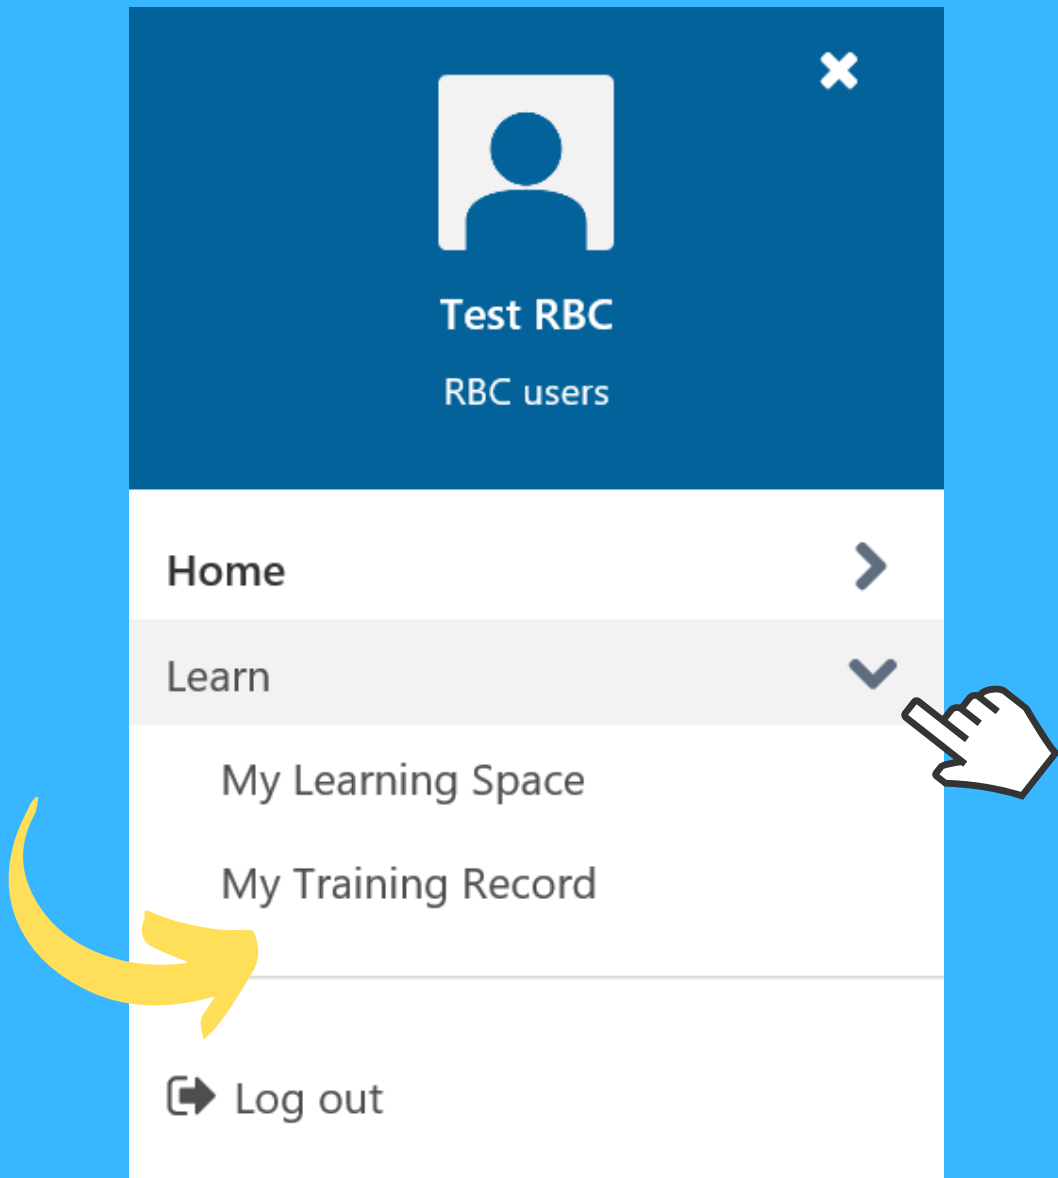 Test RBC
RBC users
Home
Learn
My Learning Space
My Training Record
Log out